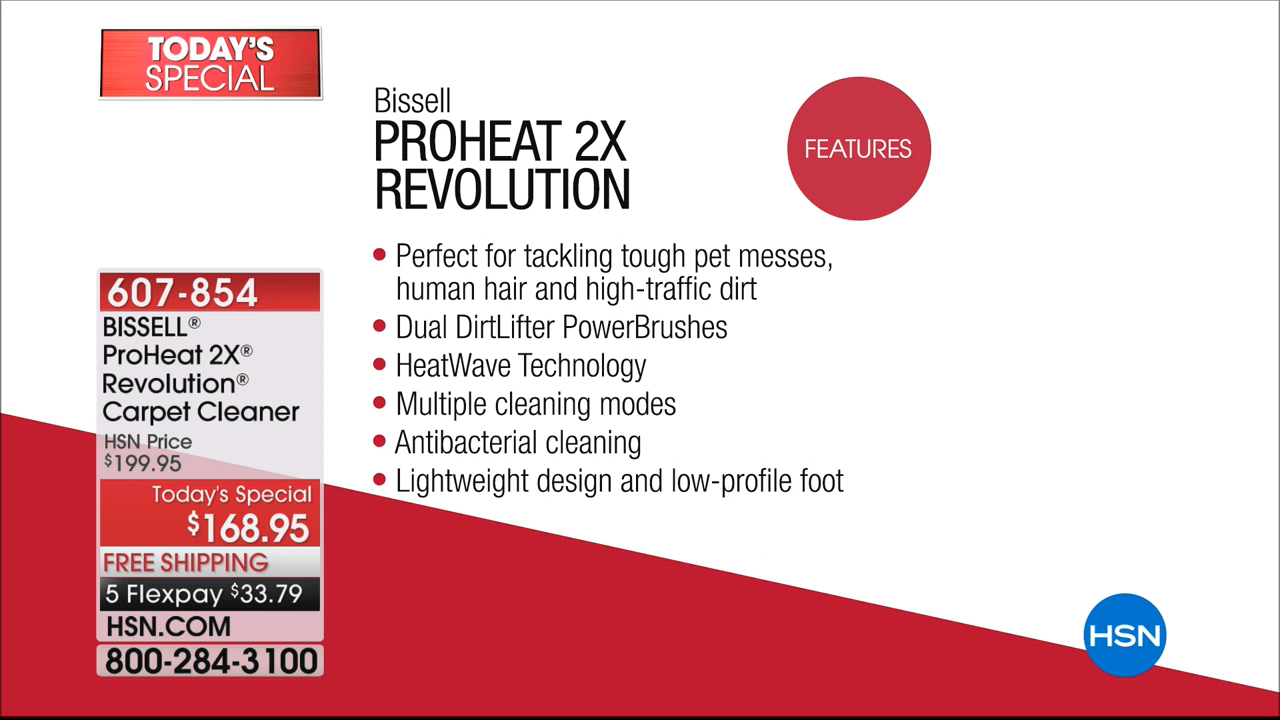 TODAY'S
SPECIAL
Bissell
PROHEAT 2X
REVOLUTION
FEATURES
• Perfect for tackling tough pet messes,
human hair and high-traffic dirt
• Dual DirtLifter PowerBrushes
• HeatWave Technology
• Multiple cleaning modes
• Antibacterial cleaning
• Lightweight design and low-profile foot
607-854
BISSELL®
ProHeat 2X®
Revolution®
Carpet Cleaner
HSN Price
$199.95
Today's Special
$168.95
FREE SHIPPING
5 Flexpay $33.79
HSN.COM
800-284-3100
HSN